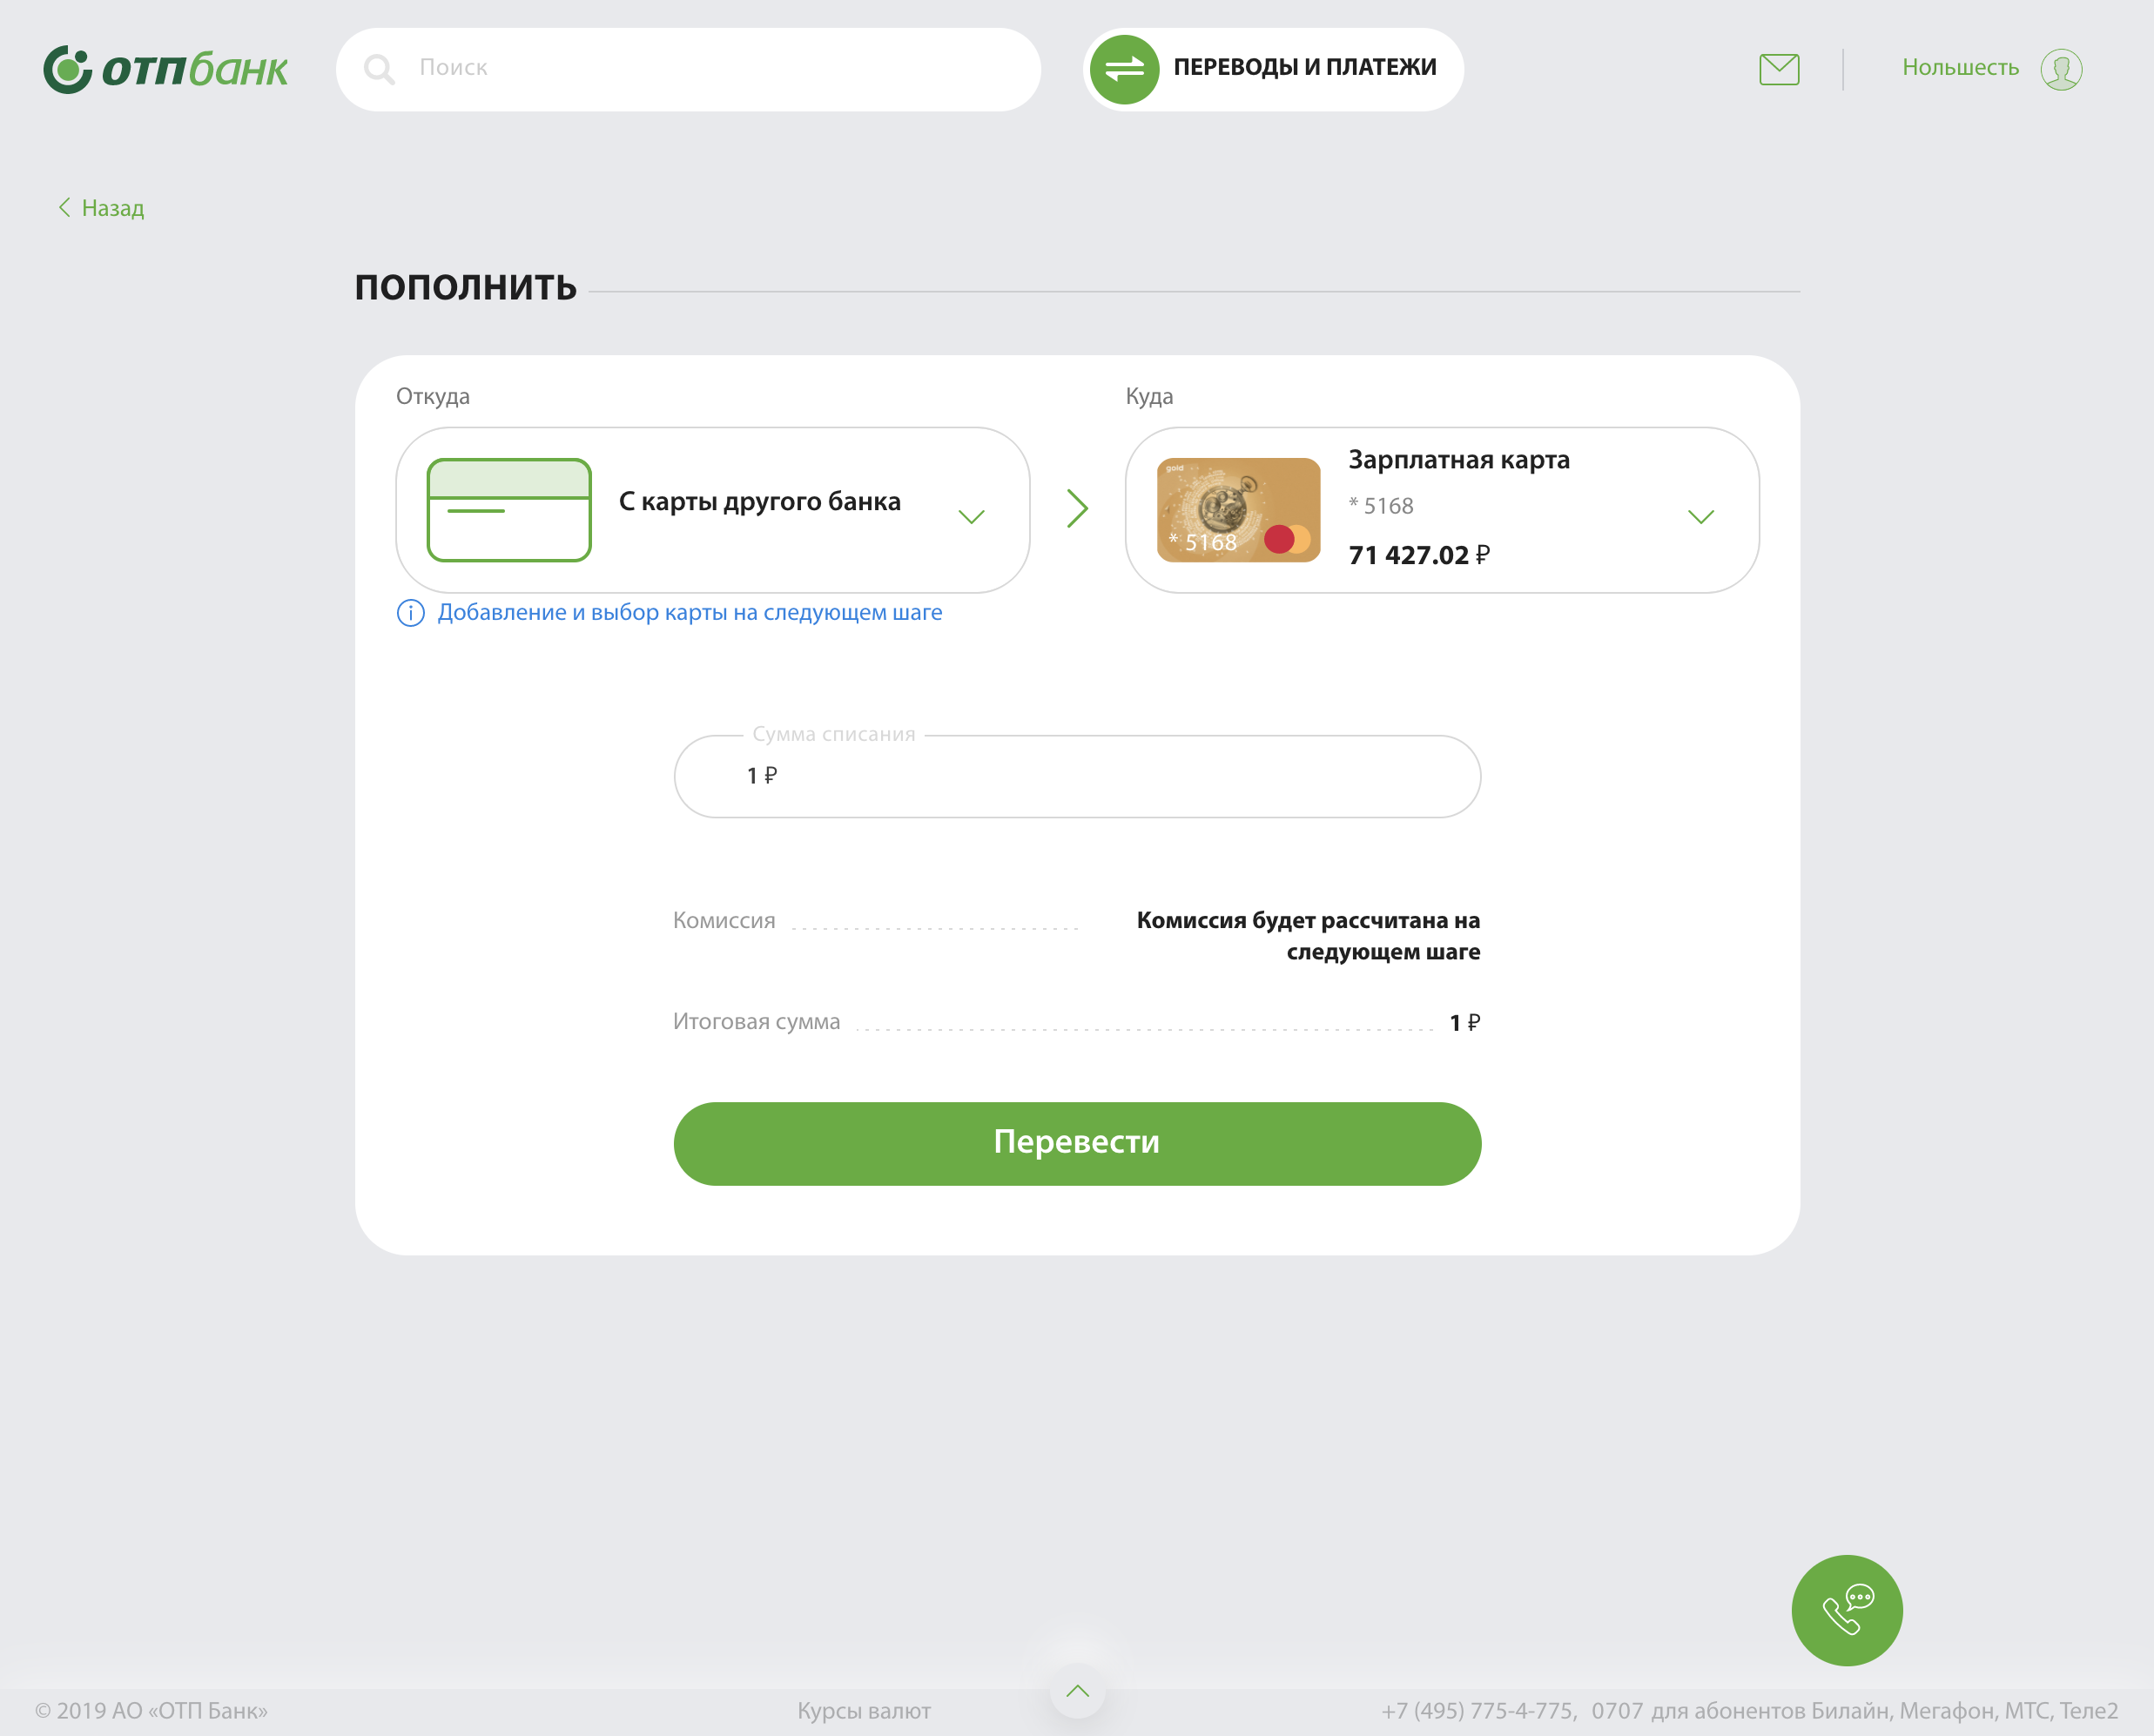 отпбанк
Поиск
ПЕРЕВОДЫ И ПЛАТЕЖИ
Нольшесть
Назад
ПОПОЛНИТЬ
Откуда
Куда
С карты другого банка
gold
* 5168
Зарплатная карта
* 5168
71 427.02 ₽
Добавление и выбор карты на следующем шаге
Сумма списания
1 ₽
Комиссия
Комиссия будет рассчитана на
следующем шаге
Итоговая сумма
1 ₽
Перевести
© 2019 АО «ОТП Банк»
Курсы валют
+7 (495) 775-4-775, 0707 для абонентов Билайн, Мегафон, МТС, Теле2